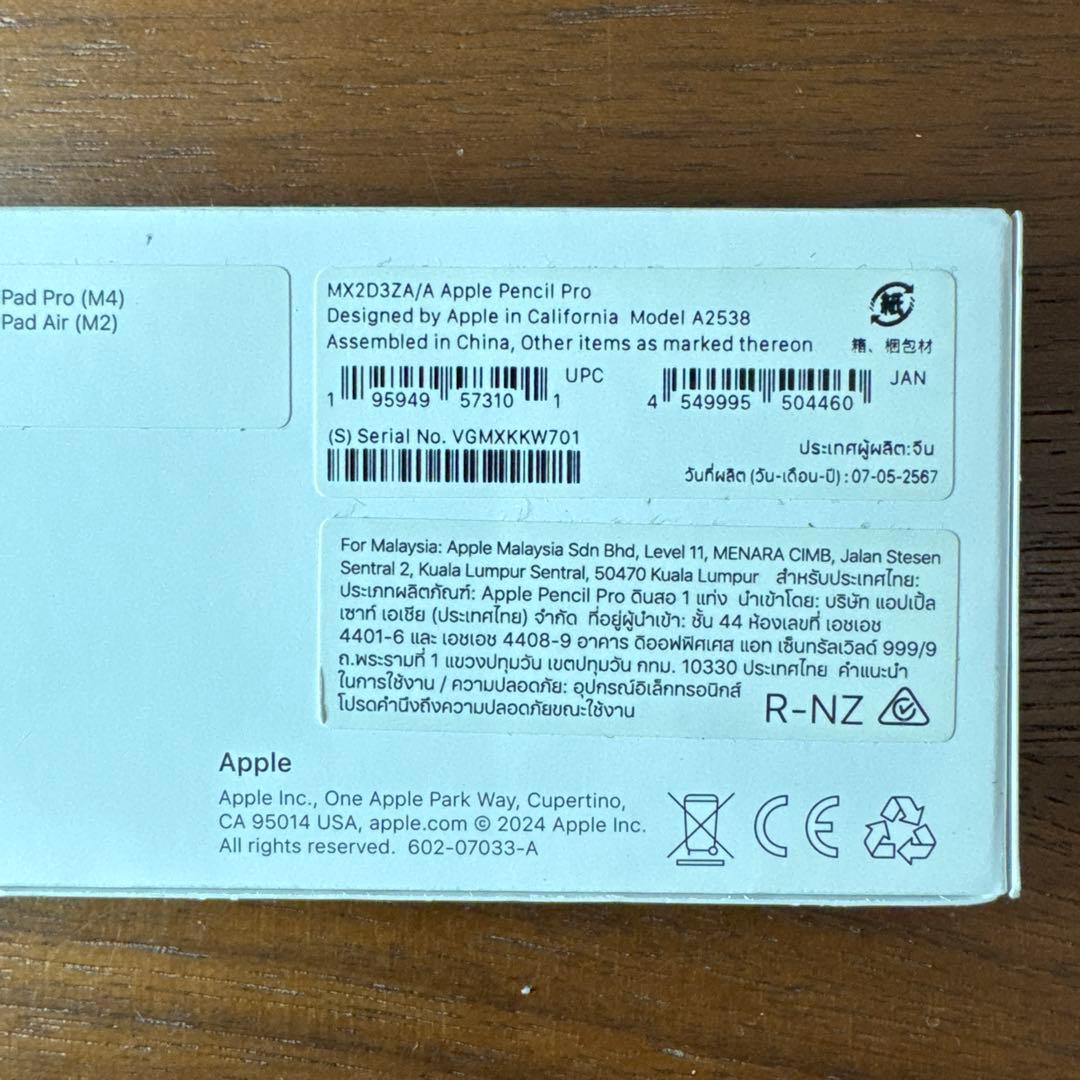 Pad Pro (M4)
Pad Air (M2)
MX2D3ZA/A Apple Pencil Pro
Designed by Apple in California Model A2538
Assembled in China, Other items as marked thereon
紙
箱、梱包材
1 95949 57310 1 UPC
4 549995 504460 JAN
(S) Serial No. VGMXKKW701
ประเทศผู้ผลิต:จีน
วันที่ผลิต (วัน-เดือน-ปี) : 07-05-2567
For Malaysia: Apple Malaysia Sdn Bhd, Level 11, MENARA CIMB, Jalan Stesen
Sentral 2, Kuala Lumpur Sentral, 50470 Kuala Lumpur สำหรับประเทศไทย:
ประเภทผลิตภัณฑ์: Apple Pencil Pro ดินสอ 1 แท่ง นำเข้าโดย: บริษัท แอปเปิ้ล
เซาท์ เอเชีย (ประเทศไทย) จำกัด ที่อยู่ผู้นำเข้า: ชั้น 44 ห้องเลขที่ เอชเอช
4401-6 และ เอชเอช 4408-9 อาคาร ดิออฟฟิศเศส แอท เซ็นทรัลเวิลด์ 999/9
ถ.พระรามที่ 1 แขวงปทุมวัน เขตปทุมวัน กทม. 10330 ประเทศไทย คำแนะนำ
ในการใช้งาน / ความปลอดภัย: อุปกรณ์อิเล็กทรอนิกส์
โปรดคำนึงถึงความปลอดภัยขณะใช้งาน
R-NZ
Apple
Apple Inc., One Apple Park Way, Cupertino,
CA 95014 USA, apple.com © 2024 Apple Inc.
All rights reserved. 602-07033-A
CE